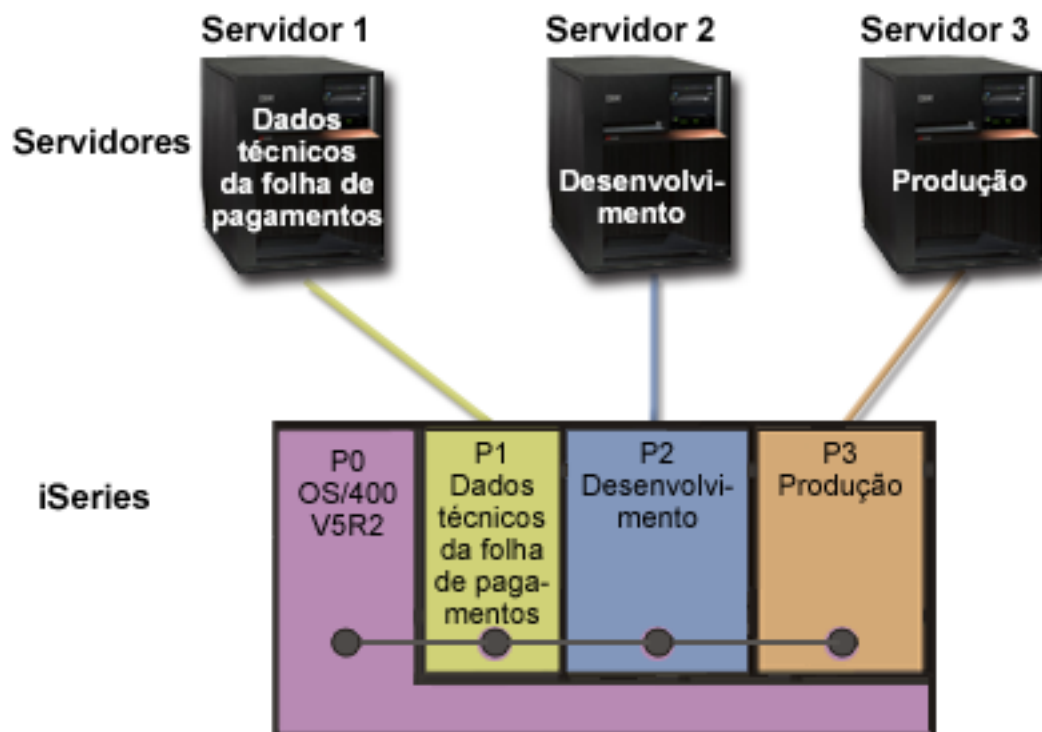 Servidor 1
Servidor 2
Servidor 3
Servidores
Dados
técnicos
da folha de
pagamentos
Desenvolvi-
mento
Produção
iSeries
P0
OS/400
V5R2
P1
Dados
técnicos
da folha
de paga-
mentos
P2
Desenvolvi-
mento
P3
Produção